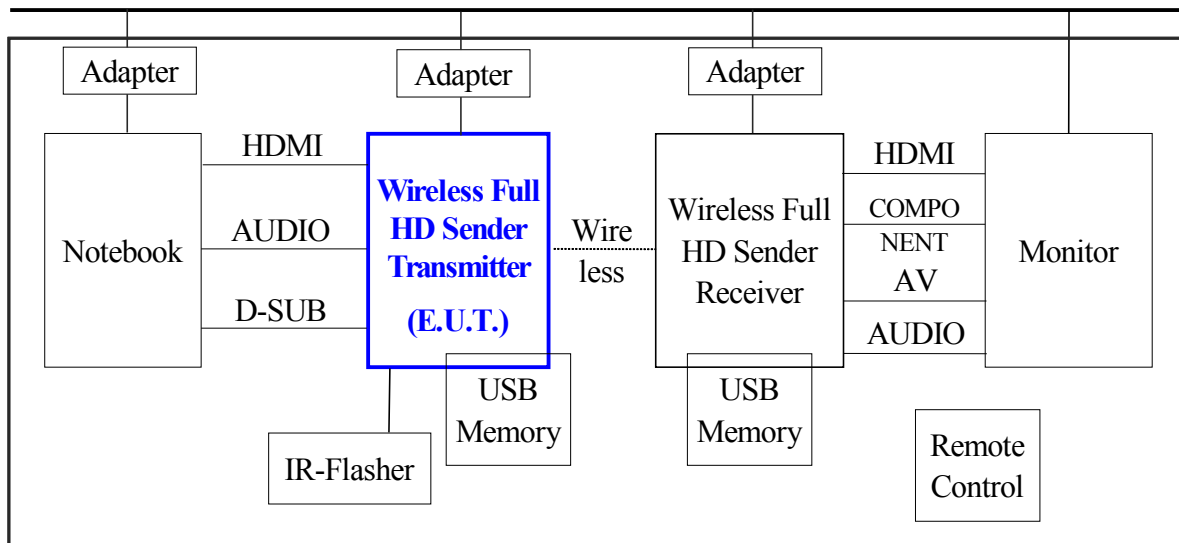 Adapter
Adapter
Adapter
Notebook
HDMI
AUDIO
D-SUB
Wireless Full
HD Sender
Transmitter
(E.U.T.)
Wire
less
Wireless Full
HD Sender
Receiver
HDMI
COMPO
NENT
AV
AUDIO
Monitor
USB
Memory
USB
Memory
IR-Flasher
Remote
Control